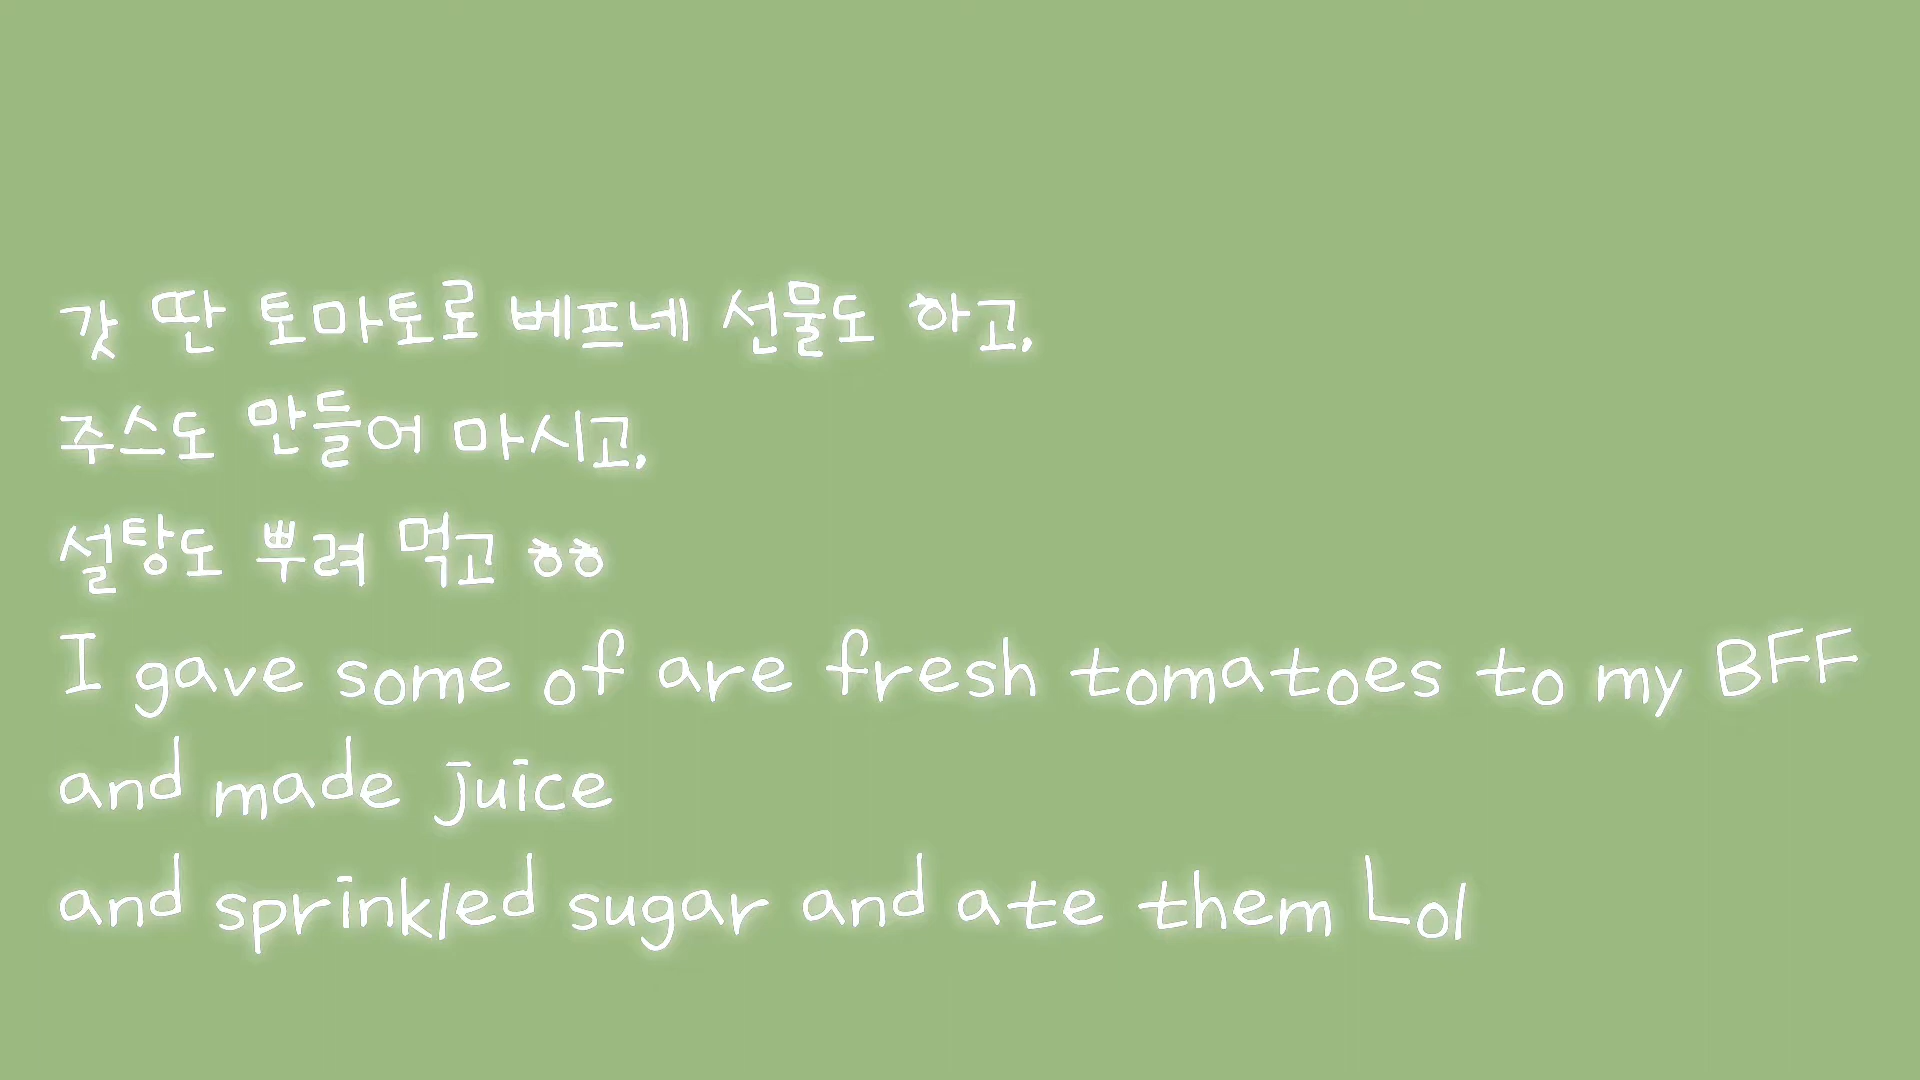 갓 딴 토마토로 베프네 선물도 하고,
주스도 만들어 마시고,
설탕도 뿌려 먹고 ㅎㅎ
I gave some of are fresh tomatoes to my BFF
and made juice
and sprinkled sugar and ate them Lol